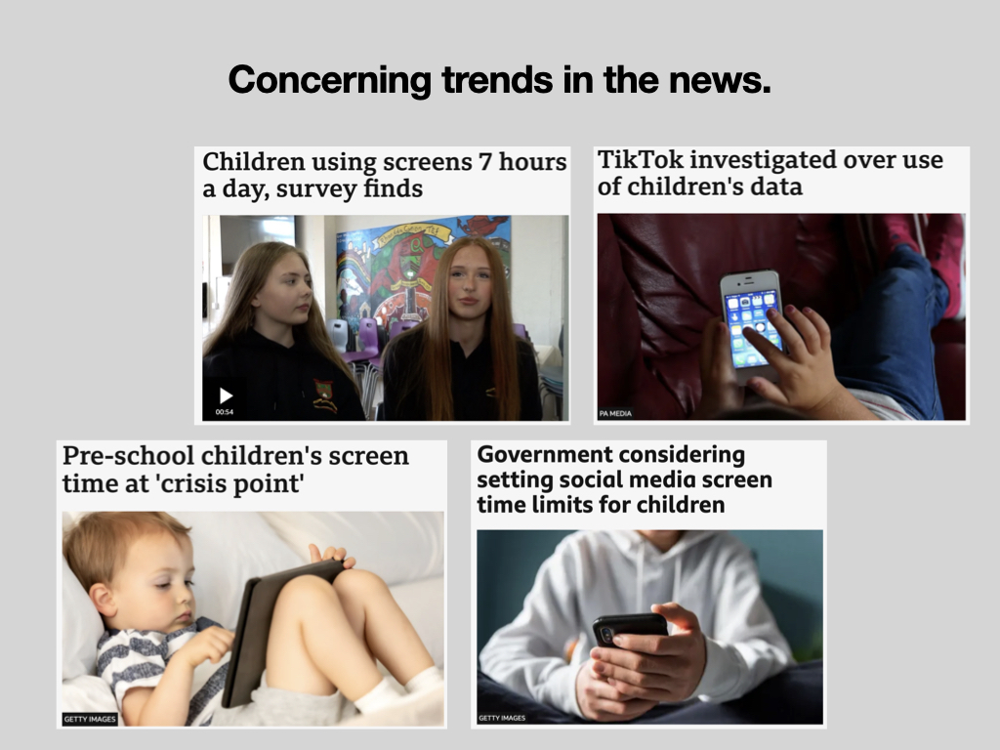 Concerning trends in the news.
Children using screens 7 hours
a day, survey finds
00:54
TikTok investigated over use
of children's data
PA MEDIA
Pre-school children's screen
time at 'crisis point'
GETTY IMAGES
Government considering
setting social media screen
time limits for children
GETTY IMAGES